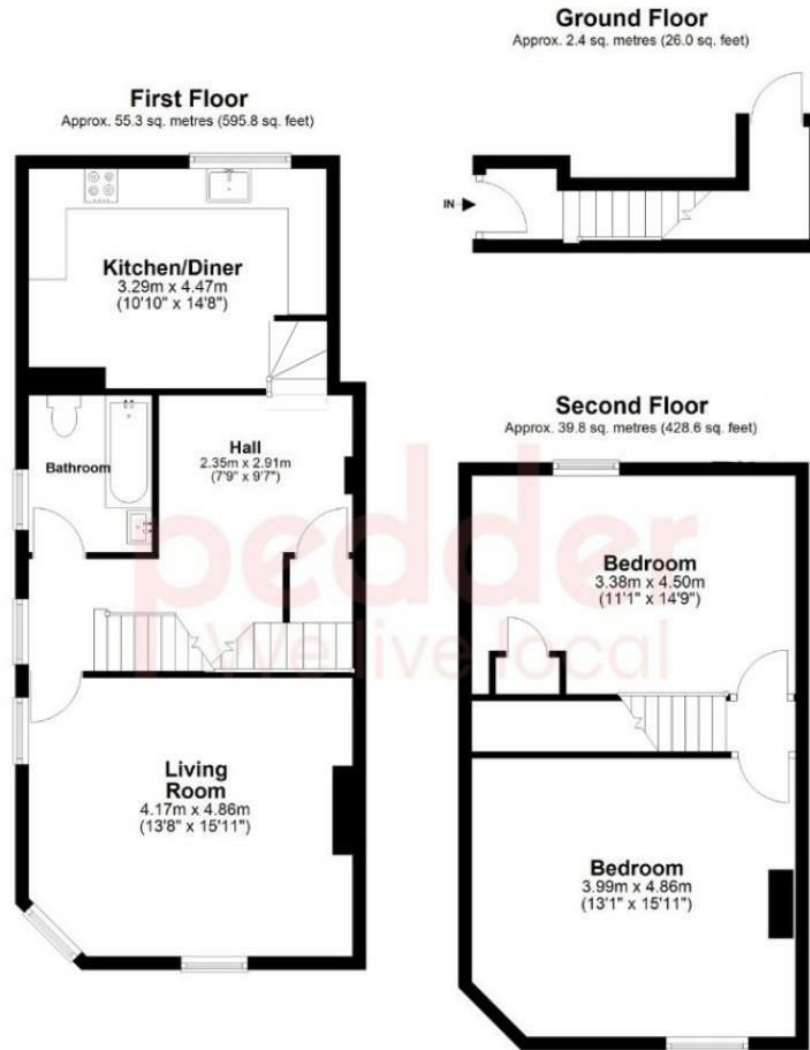 Ground Floor
Approx. 2.4 sq. metres (26.0 sq. feet)
IN
First Floor
Approx. 55.3 sq. metres (595.8 sq. feet)
Kitchen/Diner
3.29m x 4.47m
(10'10" x 14'8")
Hall
2.35m x 2.91m
(7'9" x 9'7")
Bathroom
Living
Room
4.17m x 4.86m
(13'8" x 15'11")
Second Floor
Approx. 39.8 sq. metres (428.6 sq. feet)
Bedroom
3.38m x 4.50m
(11'1" x 14'9")
Bedroom
3.99m x 4.86m
(13'1" x 15'11")
pedder
We live local